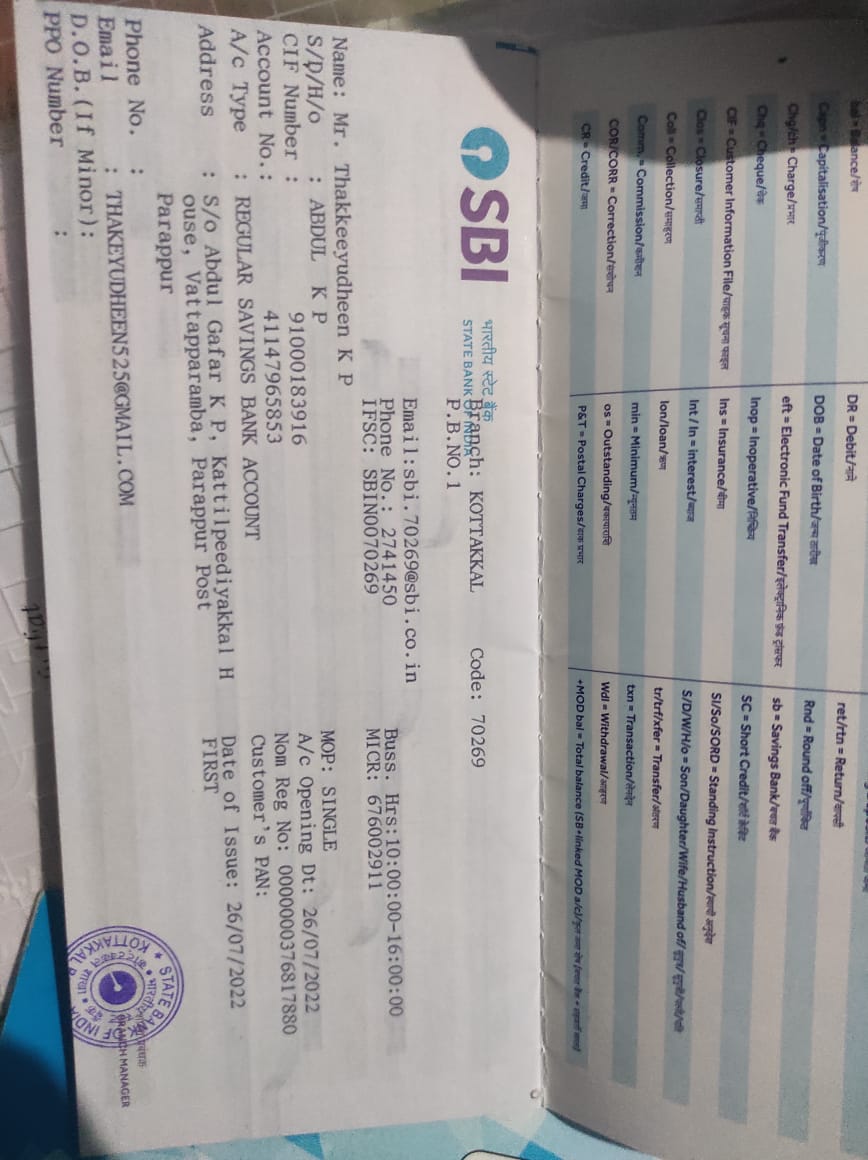 SBI
भारतीय स्टेट बैंक
STATE BANK OF INDIA
Branch: KOTTAKKAL Code: 70269
P.B.NO.1
Email:sbi.70269@sbi.co.in
Phone No.: 2741450 Buss. Hrs:10:00:00-16:00:00
IFSC: SBIN0070269 MICR: 676002911
Name: Mr. Thakkeeyudheen K P
S/D/H/o : ABDUL K P MOP: SINGLE
CIF Number : 91000183916 A/c Opening Dt: 26/07/2022
Account No.: 41147965853 Nom Reg No: 0000000376817880
A/c Type : REGULAR SAVINGS BANK ACCOUNT Customer's PAN:
Address : S/o Abdul Gafar K P, Kattilpeediyakkal H Date of Issue: 26/07/2022
ouse, Vattapparamba, Parappur Post FIRST
Parappur
Phone No. :
Email : THAKEYUDHEEN525@GMAIL.COM
D.O.B.(If Minor):
PPO Number :
STATE BANK OF INDIA
KOTTAKKAL
BRANCH MANAGER
DR = Debit/नामे
ret/rtn = Return/वापसी
Capn = Capitalisation/पूंजीकरण
DOB = Date of Birth/जन्म तारीख
Rnd = Round off/पूर्णांकित
Chg/ch = Charge/प्रभार
eft = Electronic Fund Transfer/इलेक्ट्रानिक फ़ंड ट्रांसफर
sb = Savings Bank/बचत बैंक
Chq = Cheque/चेक
Inop = Inoperative/निष्क्रिय
SC = Short Credit/शॉर्ट क्रेडिट
CIF = Customer Information File/ग्राहक सूचना फाइल
Ins = Insurance/बीमा
SI/So/SORD = Standing Instruction/स्थायी अनुदेश
Clos = Closure/समाप्ती
Int / In = interest/ब्याज
S/D/W/H/o = Son/Daughter/Wife/Husband of/
Coll = Collection/समाहरण
lon/loan/ऋण
tr/trf/xfer = Transfer/अंतरण
Comm. = Commission/कमीशन
min = Minimum/न्यूनतम
txn = Transaction/लेनदेन
COR/CORR = Correction/संशोधन
os = Outstanding/बकायाराशि
Wdl = Withdrawal/आहरण
CR = Credit/जमा
P&T = Postal Charges/डाक प्रभार
+MOD bal = Total balance (SB+linked MOD a/c)/